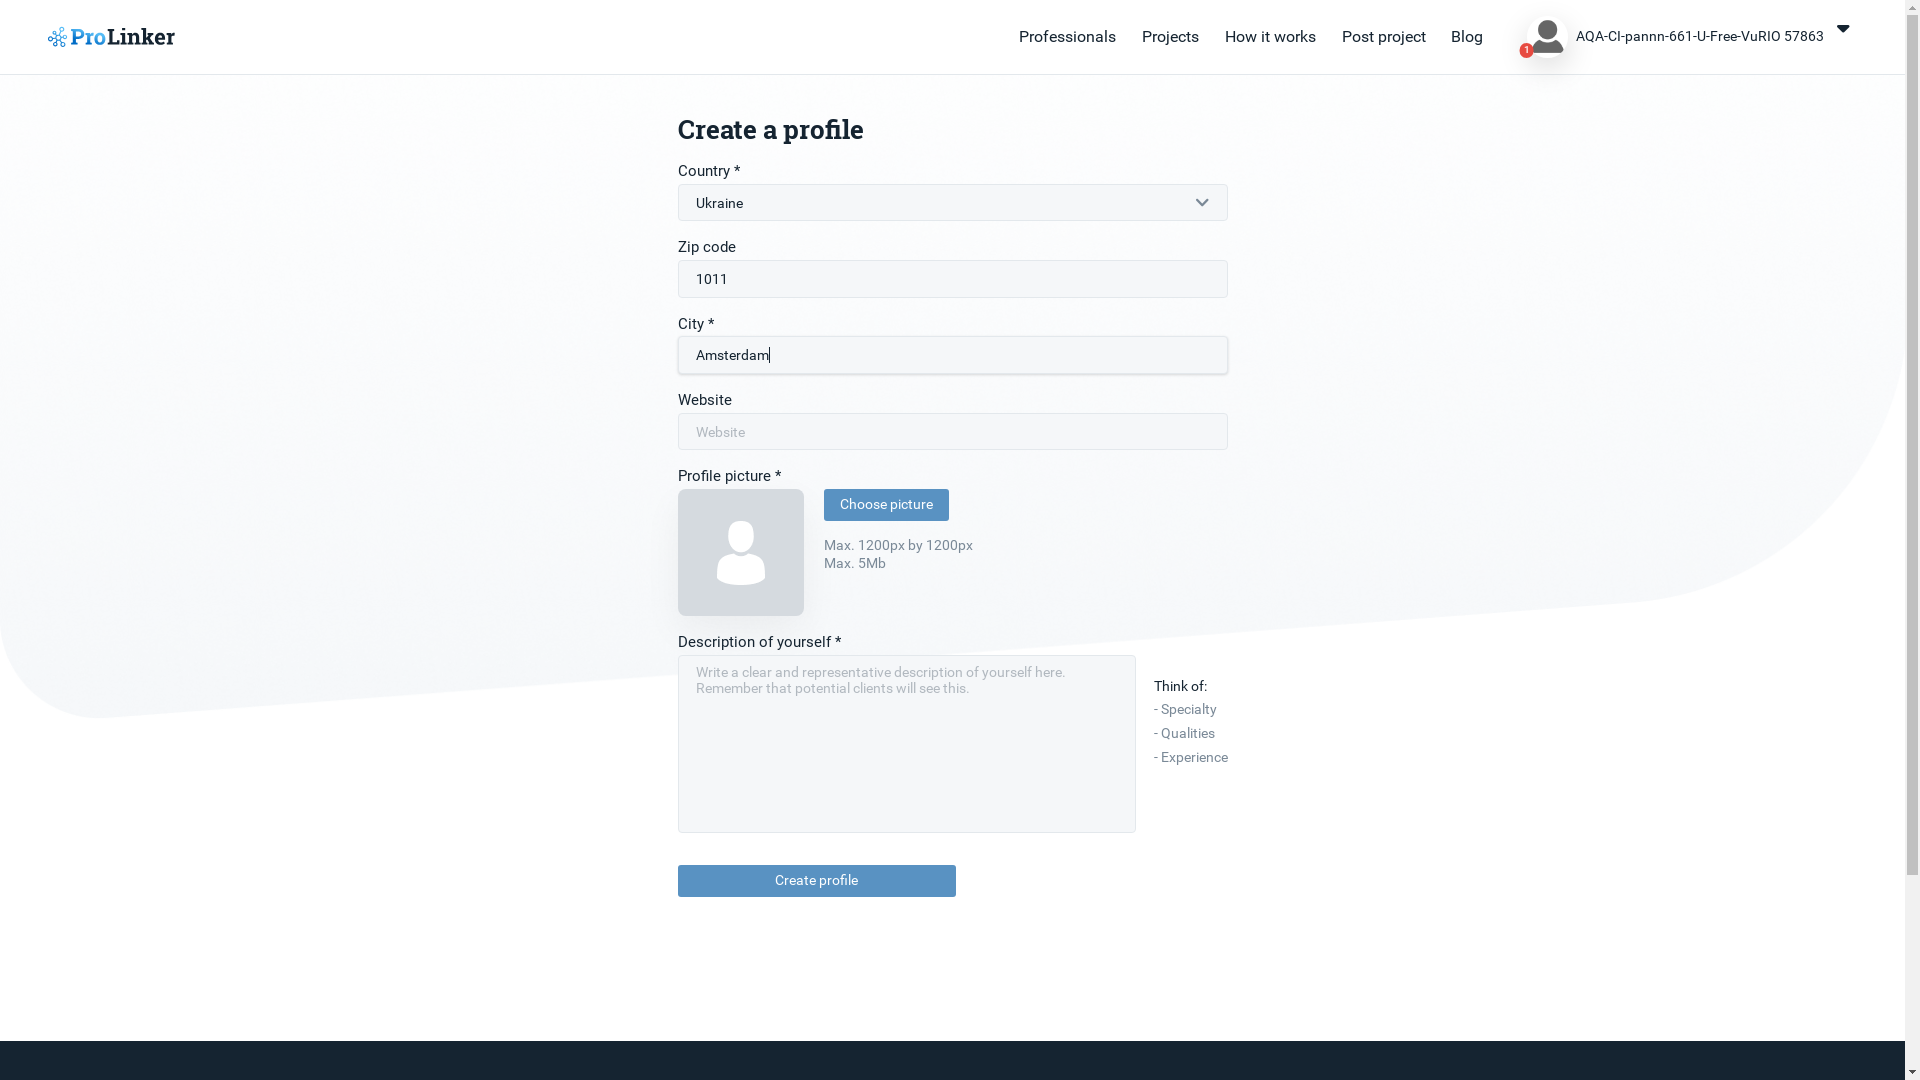 ProLinker
Professionals
Projects
How it works
Post project
Blog
1
AQA-CI-pannn-661-U-Free-VuRIO 57863
Create a profile
Country *
Ukraine
Zip code
1011
City *
Amsterdam
Website
Website
Profile picture *
Choose picture
Max. 1200px by 1200px
Max. 5Mb
Description of yourself *
Write a clear and representative description of yourself here.
Remember that potential clients will see this.
Think of:
- Specialty
- Qualities
- Experience
Create profile